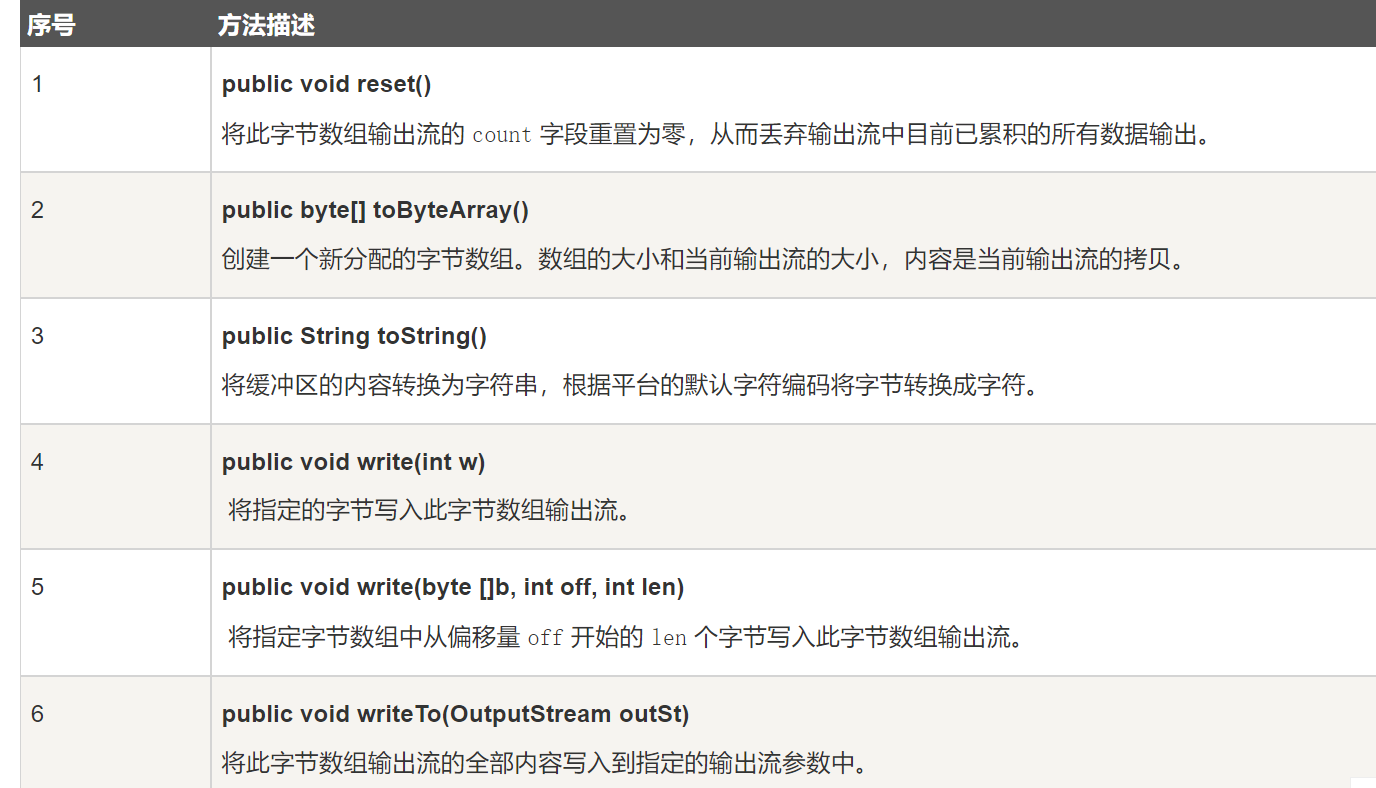 序号 方法描述
1 public void reset()
将此字节数组输出流的 count 字段重置为零，从而丢弃输出流中目前已累积的所有数据输出。
2 public byte[] toByteArray()
创建一个新分配的字节数组。数组的大小和当前输出流的大小，内容是当前输出流的拷贝。
3 public String toString()
将缓冲区的内容转换为字符串，根据平台的默认字符编码将字节转换成字符。
4 public void write(int w)
将指定的字节写入此字节数组输出流。
5 public void write(byte []b, int off, int len)
将指定字节数组中从偏移量 off 开始的 len 个字节写入此字节数组输出流。
6 public void writeTo(OutputStream outSt)
将此字节数组输出流的全部内容写入到指定的输出流参数中。